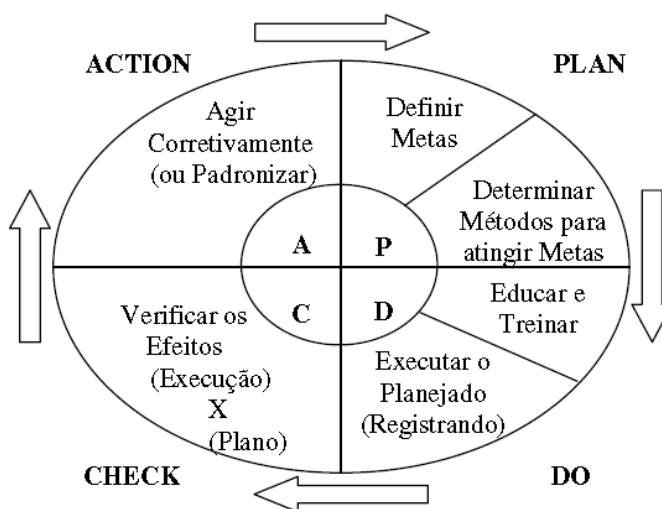 ACTION
PLAN
Agir
Corretivamente
(ou Padronizar)
Definir
Metas
Determinar
Métodos para
atingir Metas
A
P
C
D
Verificar os
Efeitos
(Execução)
X
(Plano)
Educar e
Treinar
Executar o
Planejado
(Registrando)
CHECK
DO